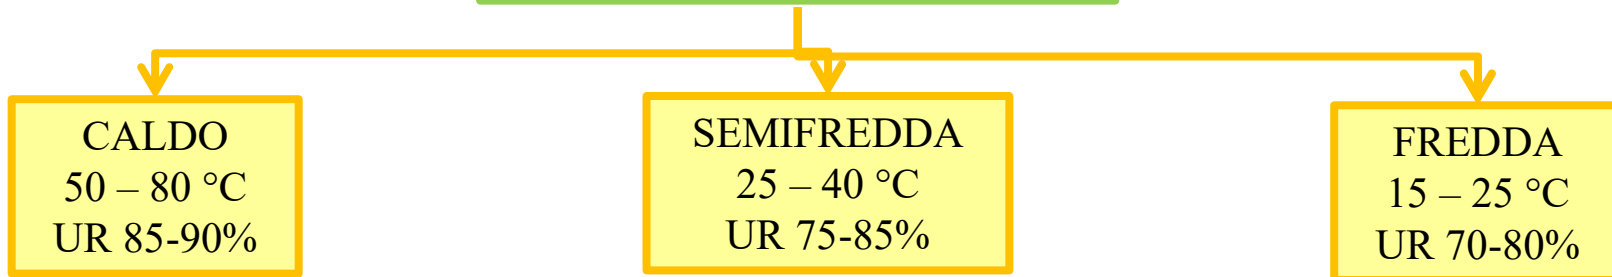 CALDO
50 – 80 °C
UR 85-90%
SEMIFREDDA
25 – 40 °C
UR 75-85%
FREDDA
15 – 25 °C
UR 70-80%